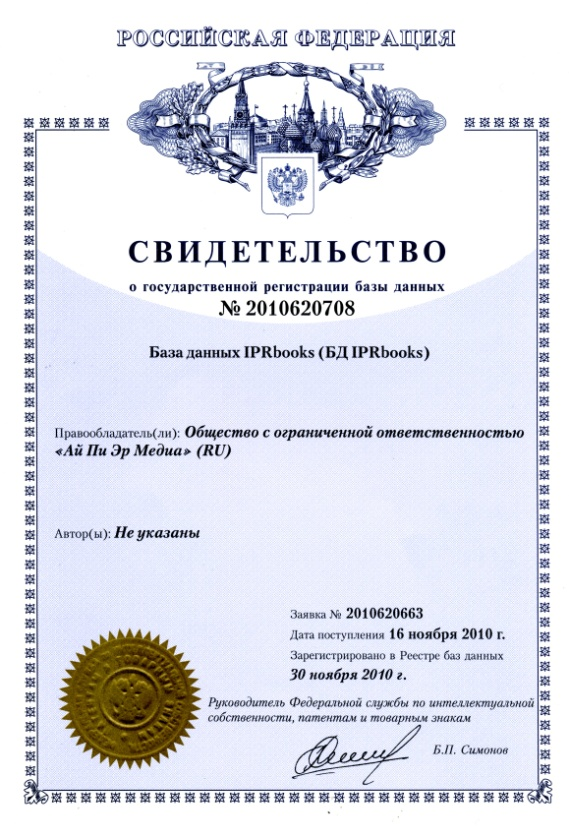 РОССИЙСКАЯ ФЕДЕРАЦИЯ
СВИДЕТЕЛЬСТВО
о государственной регистрации базы данных
№ 2010620708
База данных IPRbooks (БД IPRbooks)
Правообладатель(ли): Общество с ограниченной ответственностью
«Ай Пи Эр Медиа» (RU)
Автор(ы): Не указаны
Заявка № 2010620663
Дата поступления 16 ноября 2010 г.
Зарегистрировано в Реестре баз данных
30 ноября 2010 г.
Руководитель Федеральной службы по интеллектуальной
собственности, патентам и товарным знакам
Б.П. Симонов